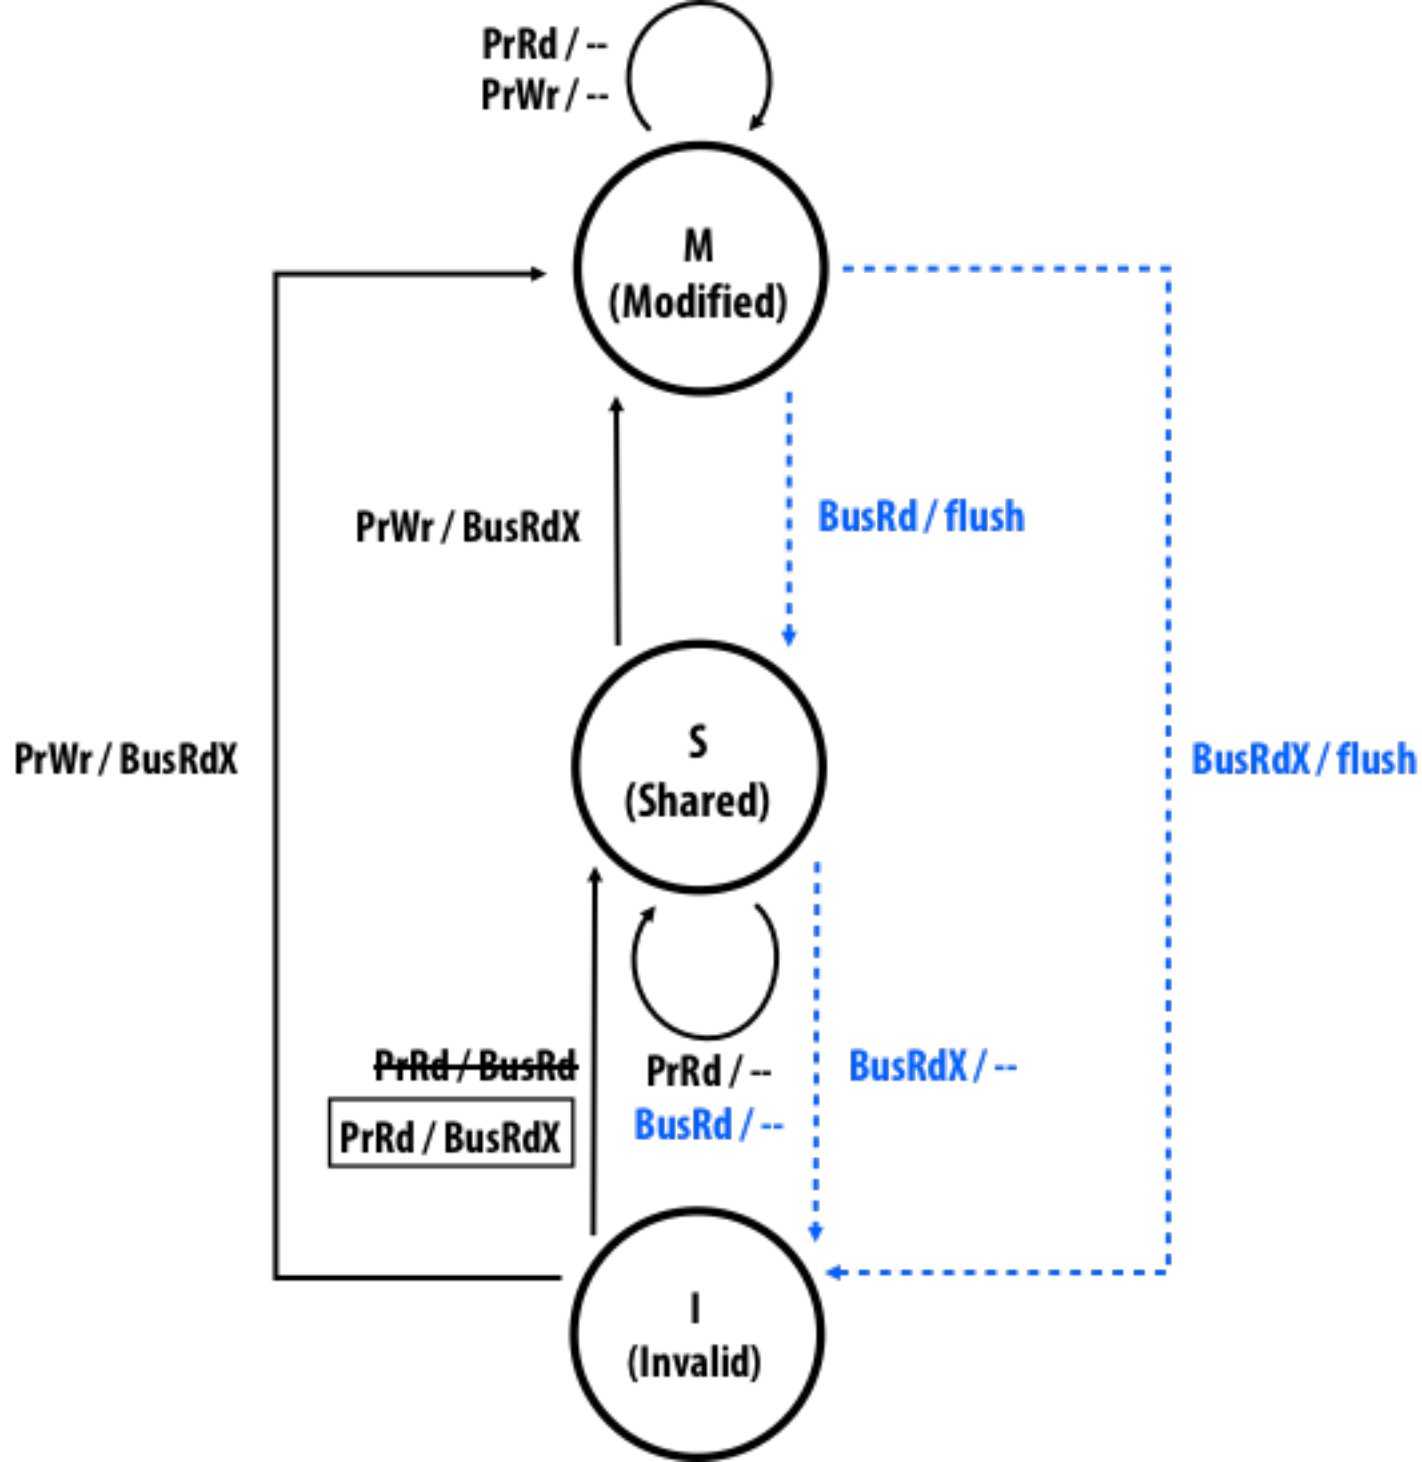 PrRd / --
PrWr / --
M
(Modified)
PrWr / BusRdX
BusRd / flush
S
(Shared)
PrWr / BusRdX
BusRdX / flush
PrRd / BusRd
PrRd / BusRdX
PrRd / --
BusRd / --
BusRdX / --
I
(Invalid)